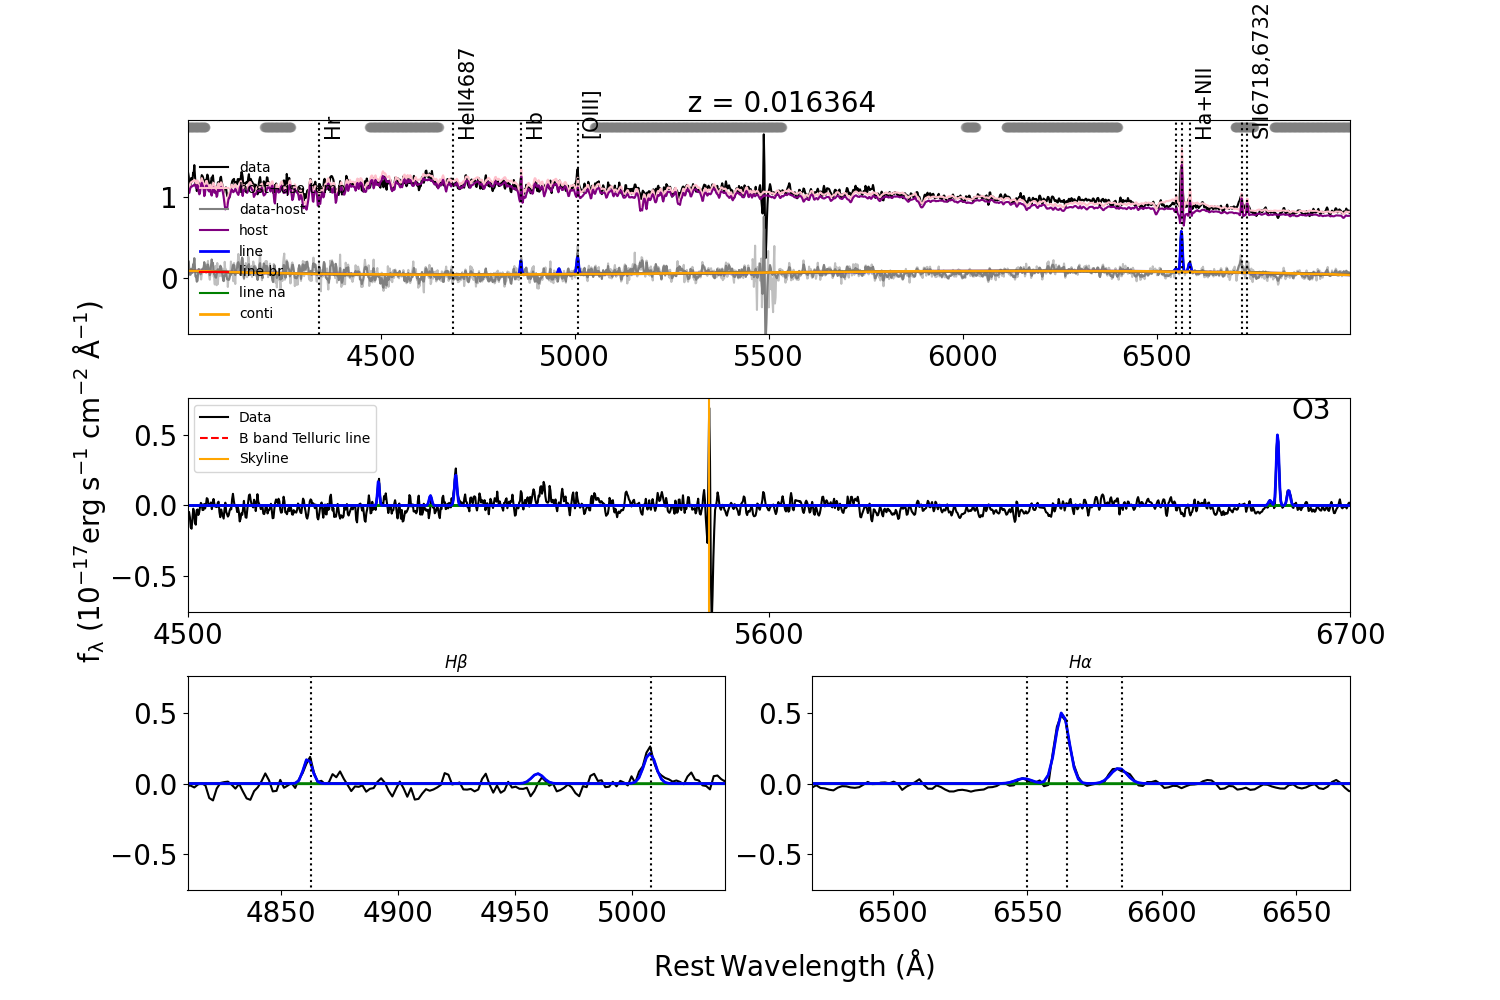 z = 0.016364
Hr
HeII4687
Hb
[OIII]
Ha+NII
SII6718,6732
data
data-host
host
line
line br
line na
conti
1
0
4500
5000
5500
6000
6500
fλ (10⁻¹⁷erg s⁻¹ cm⁻² Å⁻¹)
O3
Data
B band Telluric line
Skyline
0.5
0.0
−0.5
4500
5600
6700
Hβ
0.5
0.0
−0.5
4850
4900
4950
5000
Hα
0.5
0.0
−0.5
6500
6550
6600
6650
Rest Wavelength (Å)